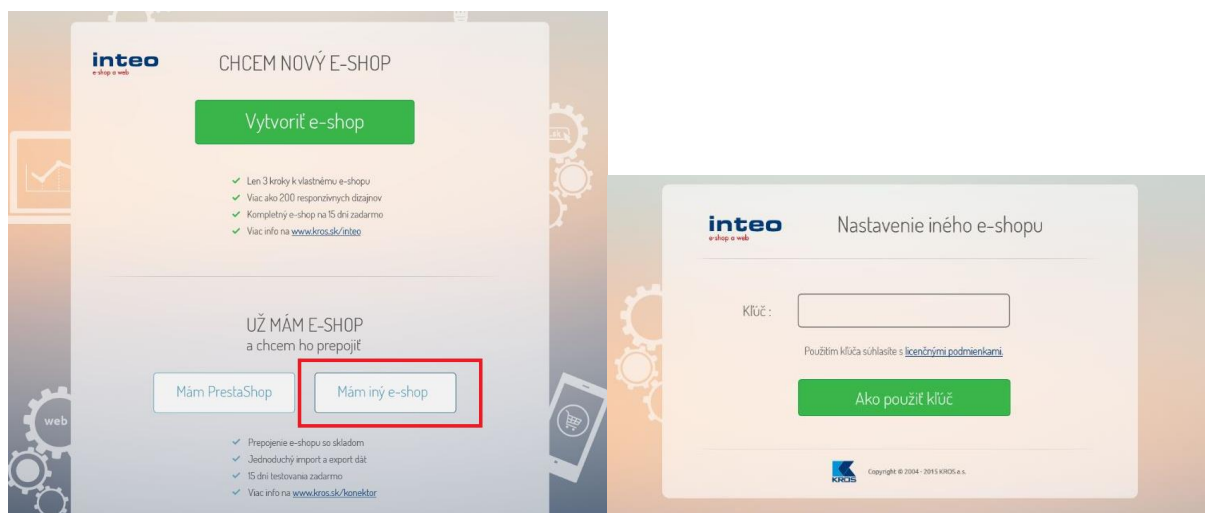 inteo
e-shop a web
CHCEM NOVÝ E-SHOP
Vytvoriť e-shop
Len 3 kroky k vlastnému e-shopu
Viac ako 200 responzívnych dizajnov
Kompletný e-shop na 15 dní zadarmo
Viac info na www.kros.sk/inteo
UŽ MÁM E-SHOP
a chcem ho prepojiť
Mám PrestaShop
Mám iný e-shop
Prepojenie e-shopu so skladom
Jednoduchý import a export dát
15 dní testovania zadarmo
Viac info na www.kros.sk/konektor
web
inteo
e-shop a web
Nastavenie iného e-shopu
Kľúč :
Použitím kľúča súhlasíte s licenčnými podmienkami.
Ako použiť kľúč
KROS
Copyright © 2004 - 2015 KROS a.s.